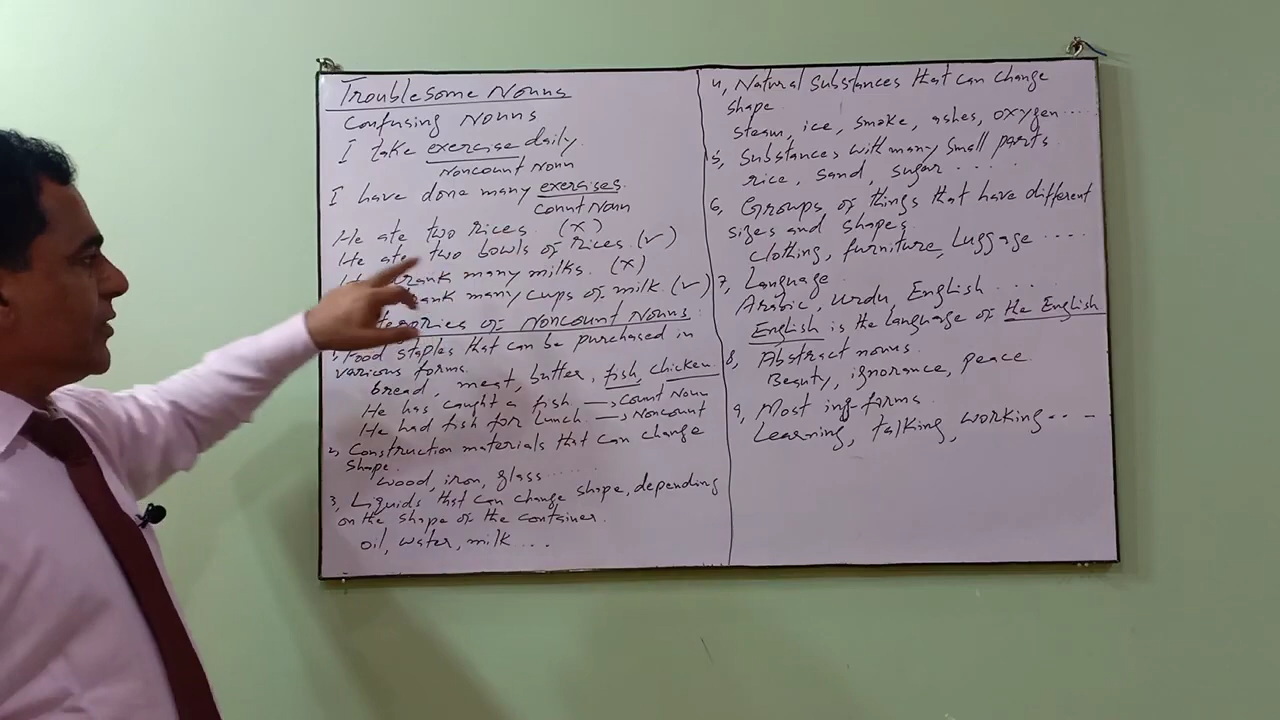 Troublesome Nouns
Confusing Nouns
I take exercise daily.
Noncount Noun
I have done many exercises.
Count Noun
He ate two rices. (X)
He ate two bowls of rices. (✓)
drank many milks. (X)
many cups of milk (✓)
of Noncount Nouns
1, Food staples that can be purchased in
various forms.
bread, meat, butter, fish, chicken
He has caught a fish → Count Noun
He had fish for lunch → Noncount
2, Construction materials that can change
shape.
wood, iron, glass......
3, Liquids that can change shape, depending
on the shape of the container.
oil, water, milk ...
4, Natural Substances that can change
shape.
steam, ice, smoke, ashes, oxygen.....
5, Substances with many small parts
rice, sand, sugar ....
6, Groups of things that have different
sizes and shapes.
clothing, furniture, Luggage ....
7, Language
Arabic, Urdu, English ....
English is the language of the English
8, Abstract nouns.
Beauty, ignorance, peace.
9, Most ing-forms
Learning, talking, working...